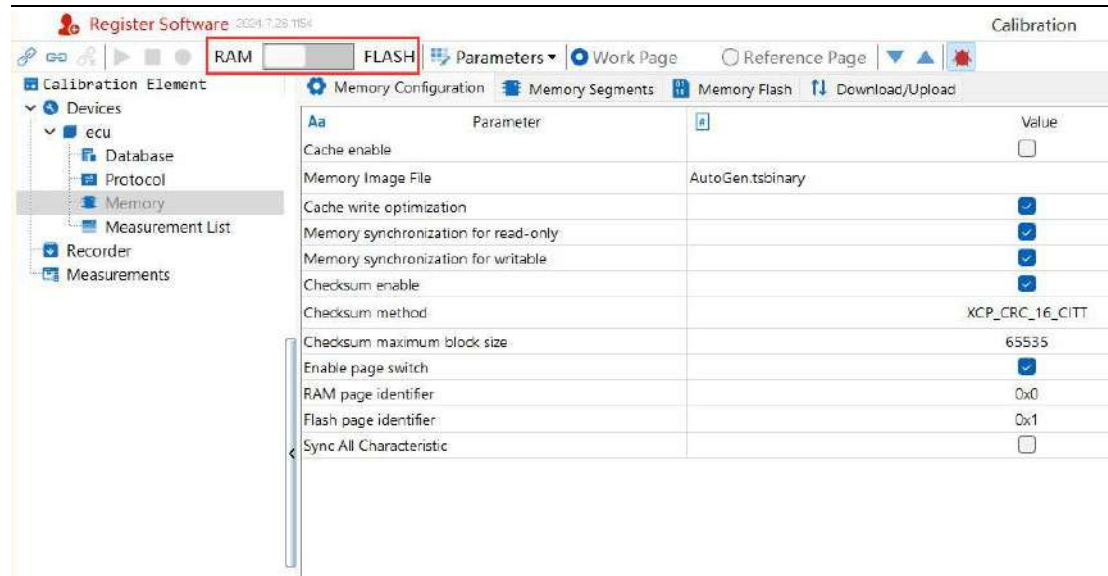 Register Software 2024.7.26.1154
Calibration
RAM FLASH Parameters Work Page Reference Page
Calibration Element
Memory Configuration Memory Segments Memory Flash Download/Upload
Devices
ecu
Database
Protocol
Memory
Measurement List
Recorder
Measurements
Aa Parameter # Value
Cache enable
Memory Image File AutoGen.tsbinary
Cache write optimization
Memory synchronization for read-only
Memory synchronization for writable
Checksum enable
Checksum method XCP_CRC_16_CITT
Checksum maximum block size 65535
Enable page switch
RAM page identifier 0x0
Flash page identifier 0x1
Sync All Characteristic